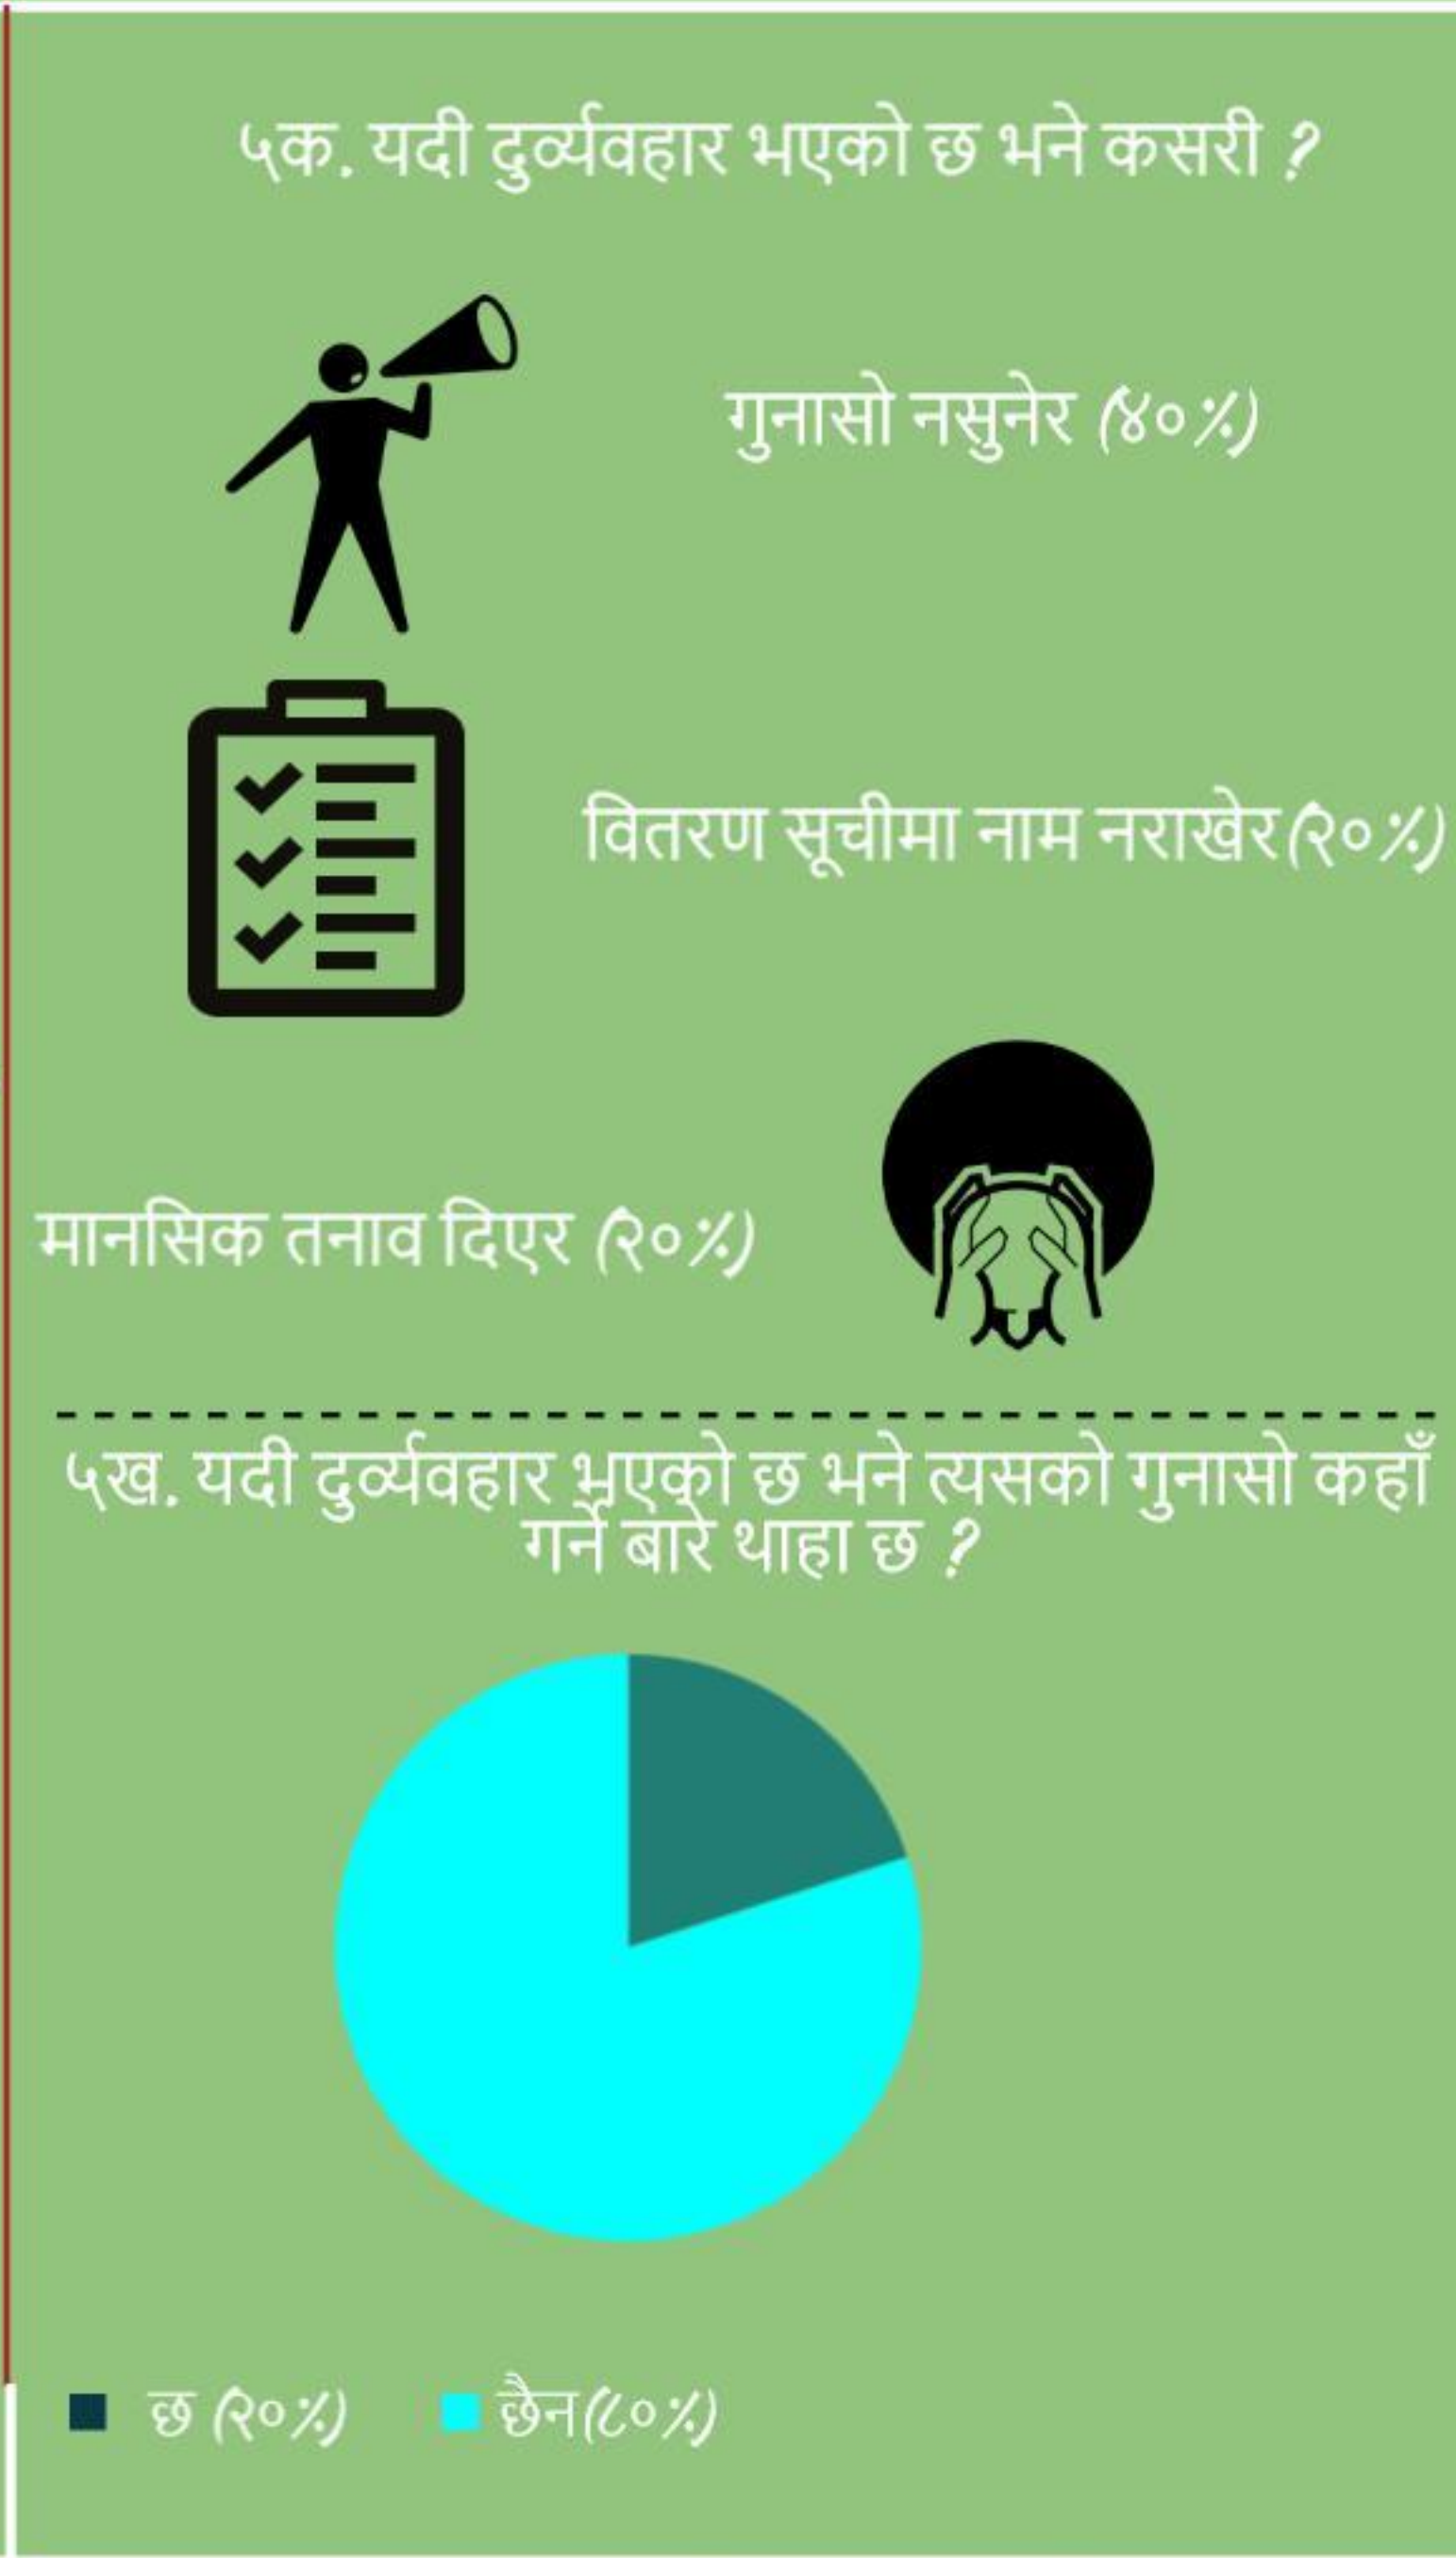 ५क. यदी दुर्व्यवहार भएको छ भने कसरी ?
गुनासो नसुनेर (४०%)
वितरण सूचीमा नाम नराखेर(२०%)
मानसिक तनाव दिएर (२०%)
५ख. यदी दुर्व्यवहार भएको छ भने त्यसको गुनासो कहाँ
गर्ने बारे थाहा छ ?
छ (२०%) छैन(८०%)